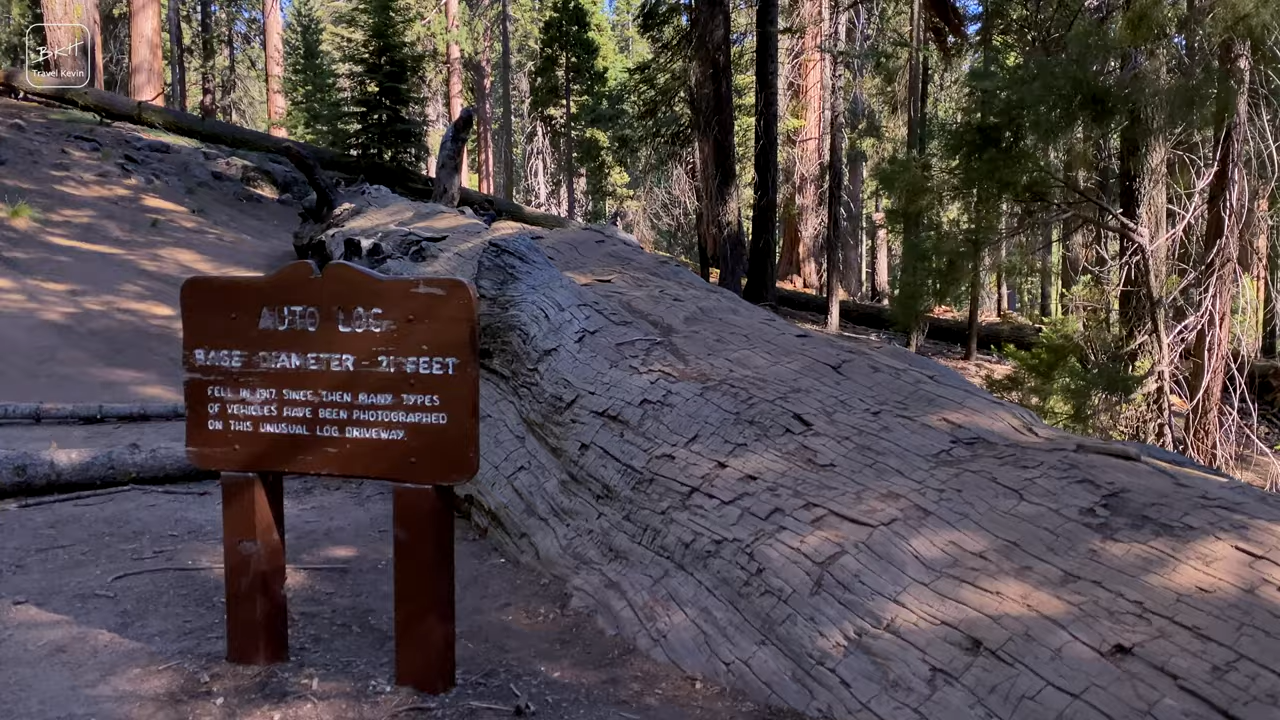 BKH
Travel Kevin
AUTO LOG
BASE DIAMETER - 21 FEET
FELL IN 1917. SINCE THEN MANY TYPES
OF VEHICLES HAVE BEEN PHOTOGRAPHED
ON THIS UNUSUAL LOG DRIVEWAY.